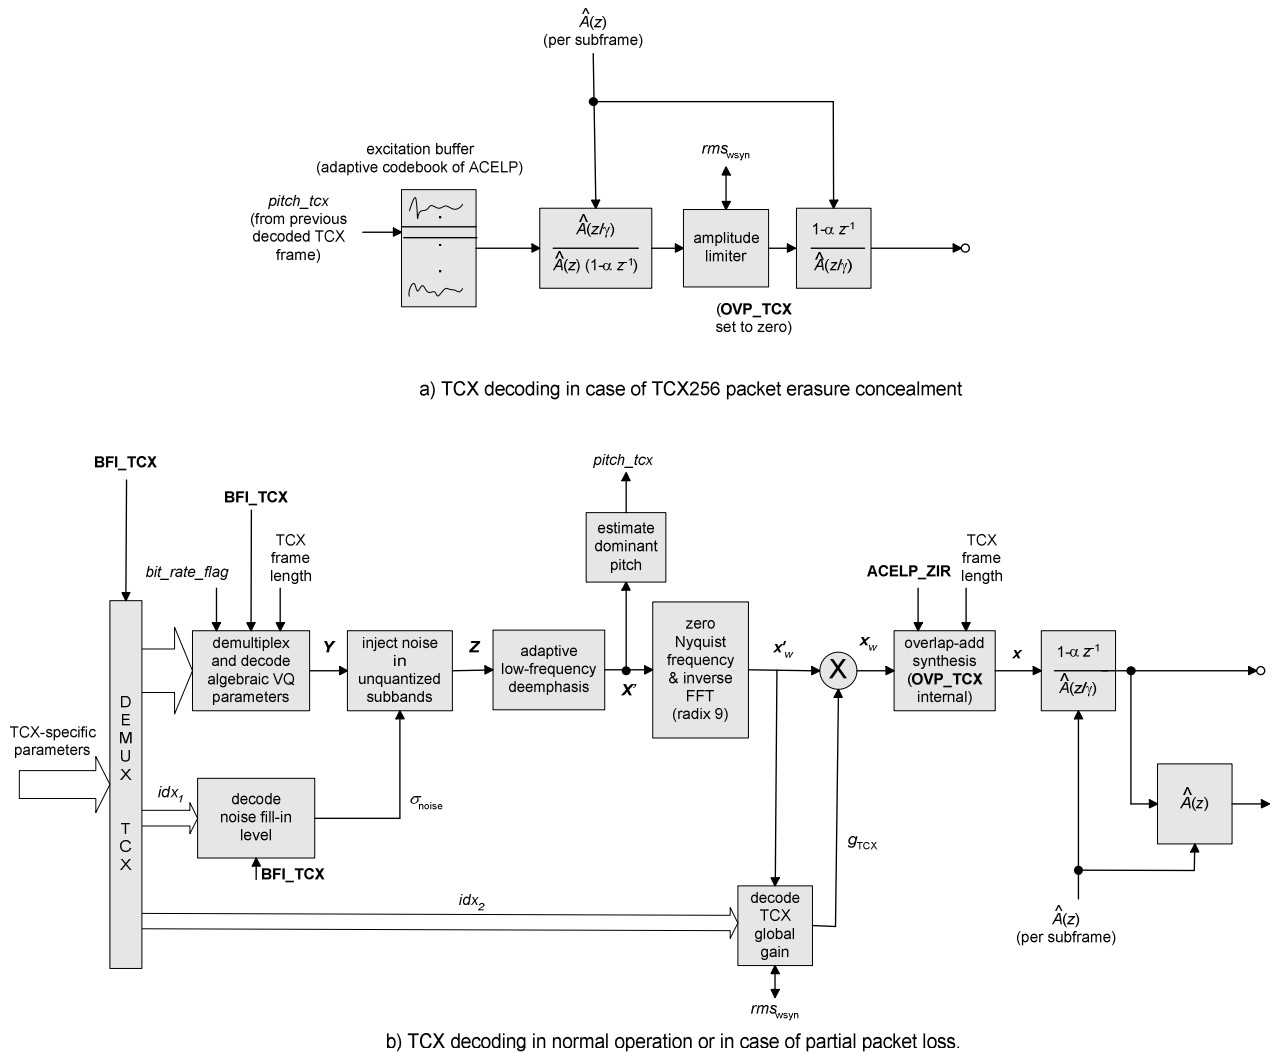 Â(z)
(per subframe)
excitation buffer
(adaptive codebook of ACELP)
rms_wsyn
pitch_tcx
(from previous
decoded TCX
frame)
Â(z/γ)
Â(z) (1-α z⁻¹)
amplitude
limiter
1-α z⁻¹
Â(z/γ)
(OVP_TCX
set to zero)
a) TCX decoding in case of TCX256 packet erasure concealment
BFI_TCX
pitch_tcx
BFI_TCX
estimate
dominant
pitch
TCX
frame
length
bit_rate_flag
TCX
frame
length
ACELP_ZIR
demultiplex
and decode
algebraic VQ
parameters
Y
inject noise
in
unquantized
subbands
Z
adaptive
low-frequency
deemphasis
X'
zero
Nyquist
frequency
& inverse
FFT
(radix 9)
x'w
X
xw
overlap-add
synthesis
(OVP_TCX
internal)
x
1-α z⁻¹
Â(z/γ)
DEMUX TCX
TCX-specific
parameters
idx₁
decode
noise fill-in
level
σnoise
BFI_TCX
Â(z)
gTCX
idx₂
decode
TCX
global
gain
Â(z)
(per subframe)
rms_wsyn
b) TCX decoding in normal operation or in case of partial packet loss.